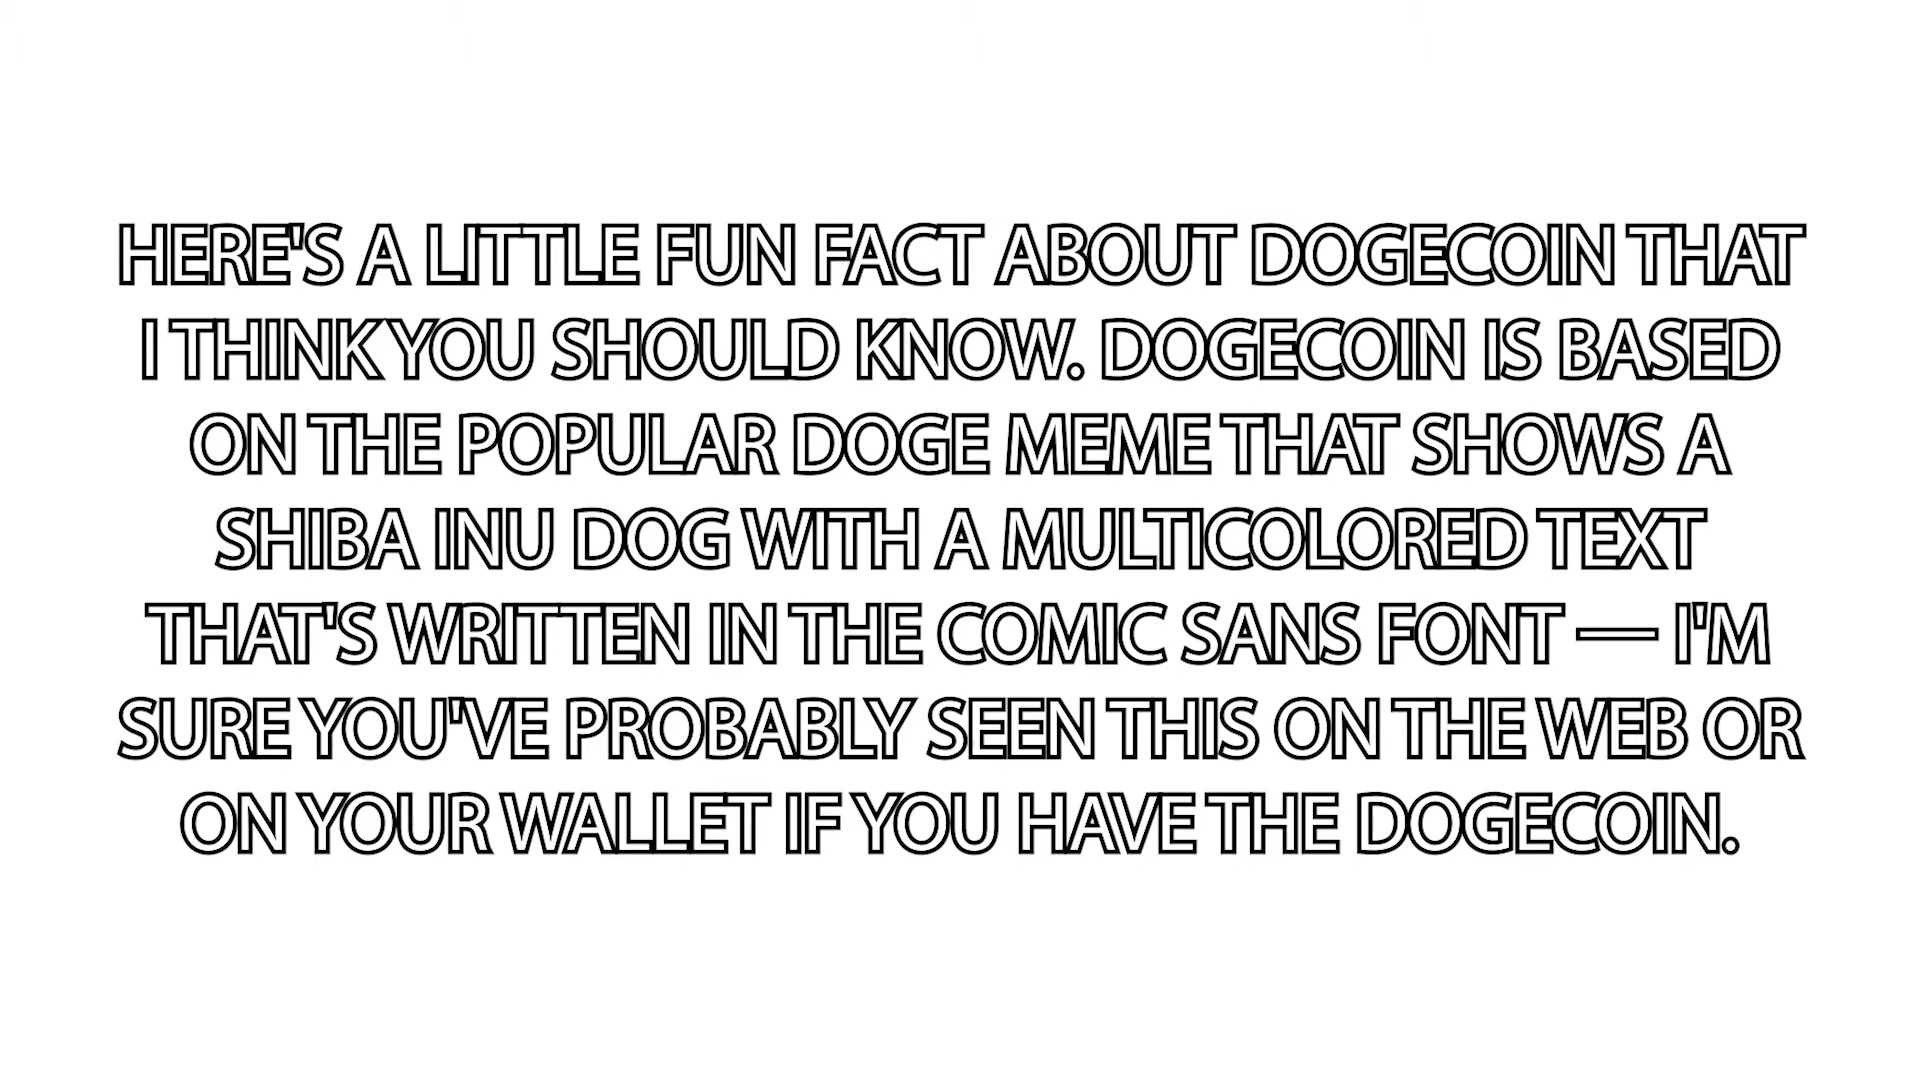 HERE'S A LITTLE FUN FACT ABOUT DOGECOIN THAT
I THINK YOU SHOULD KNOW. DOGECOIN IS BASED
ON THE POPULAR DOGE MEME THAT SHOWS A
SHIBA INU DOG WITH A MULTICOLORED TEXT
THAT'S WRITTEN IN THE COMIC SANS FONT — I'M
SURE YOU'VE PROBABLY SEEN THIS ON THE WEB OR
ON YOUR WALLET IF YOU HAVE THE DOGECOIN.